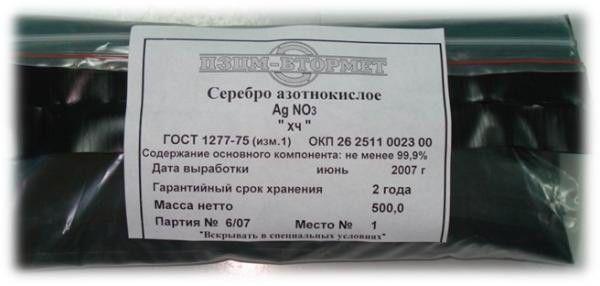 ПЗЦМ-ВТОРМЕТ
Серебро азотнокислое
Ag NO3
" хч "
ГОСТ 1277-75 (изм.1) ОКП 26 2511 0023 00
Содержание основного компонента: не менее 99,9%
Дата выработки июнь 2007 г
Гарантийный срок хранения 2 года
Масса нетто 500,0
Партия № 6/07 Место № 1
"Вскрывать в специальных условиях"